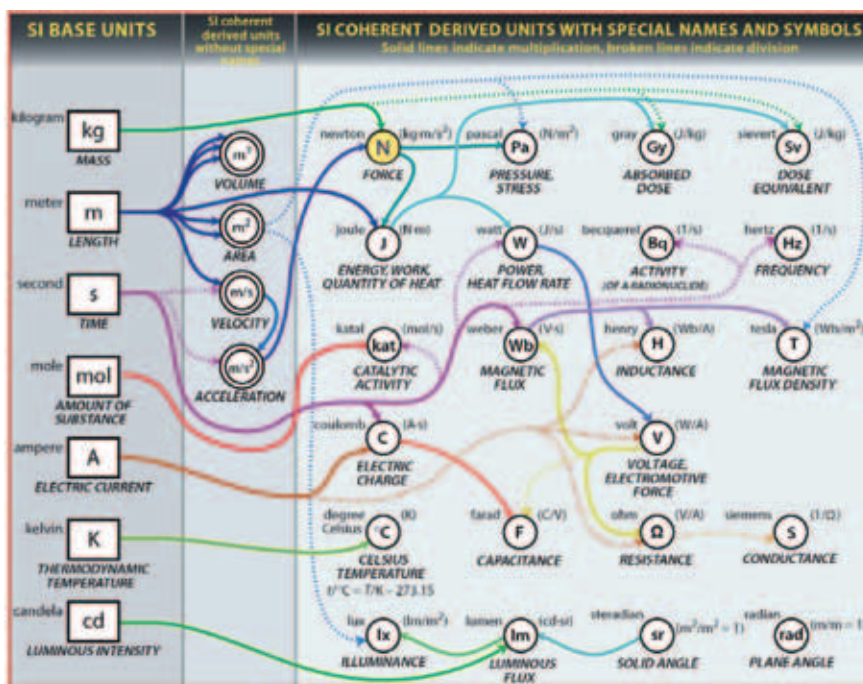 SI BASE UNITS
SI coherent
derived units
without special
names
SI COHERENT DERIVED UNITS WITH SPECIAL NAMES AND SYMBOLS
Solid lines indicate multiplication, broken lines indicate division
kilogram
kg
MASS
m³
VOLUME
newton
N
(kg·m/s²)
FORCE
pascal
Pa
(N/m²)
PRESSURE,
STRESS
gray
Gy
(J/kg)
ABSORBED
DOSE
sievert
Sv
(J/kg)
DOSE
EQUIVALENT
meter
m
LENGTH
m²
AREA
joule
J
(N·m)
ENERGY, WORK,
QUANTITY OF HEAT
watt
W
(J/s)
POWER,
HEAT FLOW RATE
becquerel
Bq
(1/s)
ACTIVITY
(OF A RADIONUCLIDE)
hertz
Hz
(1/s)
FREQUENCY
second
s
TIME
m/s
VELOCITY
m/s²
ACCELERATION
katal
kat
(mol/s)
CATALYTIC
ACTIVITY
weber
Wb
(V·s)
MAGNETIC
FLUX
henry
H
(Wb/A)
INDUCTANCE
tesla
T
(Wb/m²)
MAGNETIC
FLUX DENSITY
mole
mol
AMOUNT OF
SUBSTANCE
coulomb
C
(A·s)
ELECTRIC
CHARGE
volt
V
(W/A)
VOLTAGE,
ELECTROMOTIVE
FORCE
ampere
A
ELECTRIC CURRENT
kelvin
K
THERMODYNAMIC
TEMPERATURE
degree
Celsius
°C
(K)
CELSIUS
TEMPERATURE
t/°C = T/K – 273.15
farad
F
(C/V)
CAPACITANCE
ohm
Ω
(V/A)
RESISTANCE
siemens
S
(1/Ω)
CONDUCTANCE
candela
cd
LUMINOUS INTENSITY
lux
lx
(lm/m²)
ILLUMINANCE
lumen
lm
(cd·sr)
LUMINOUS
FLUX
steradian
sr
(m²/m² = 1)
SOLID ANGLE
radian
rad
(m/m = 1)
PLANE ANGLE